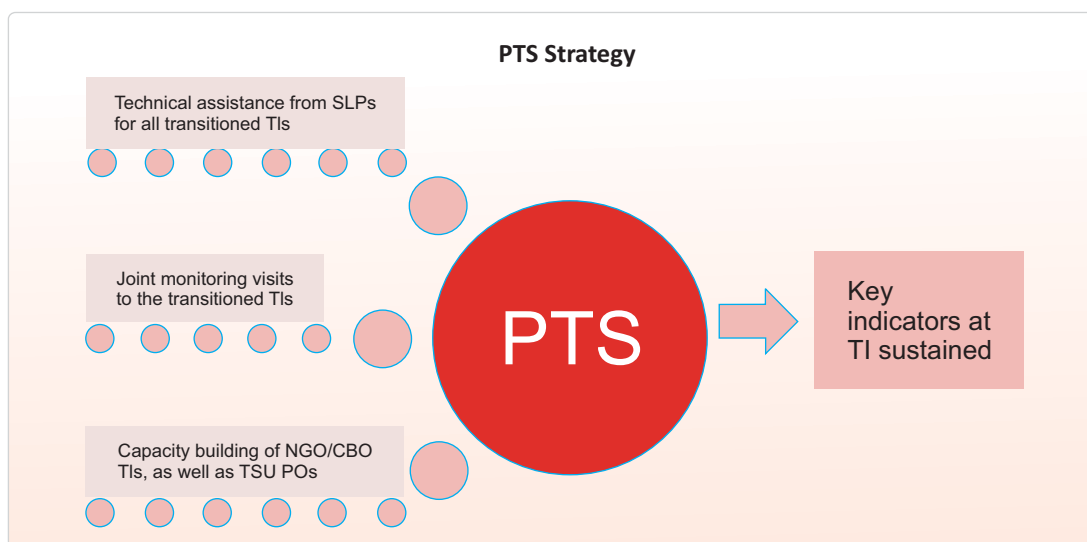 PTS Strategy
Technical assistance from SLPs
for all transitioned TIs
Joint monitoring visits
to the transitioned TIs
Capacity building of NGO/CBO
TIs, as well as TSU POs
PTS
Key
indicators at
TI sustained